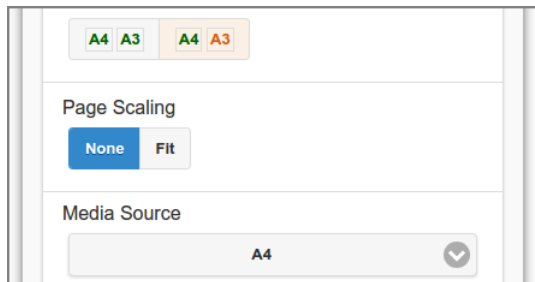 A4 A3 A4 A3
Page Scaling
None Fit
Media Source
A4